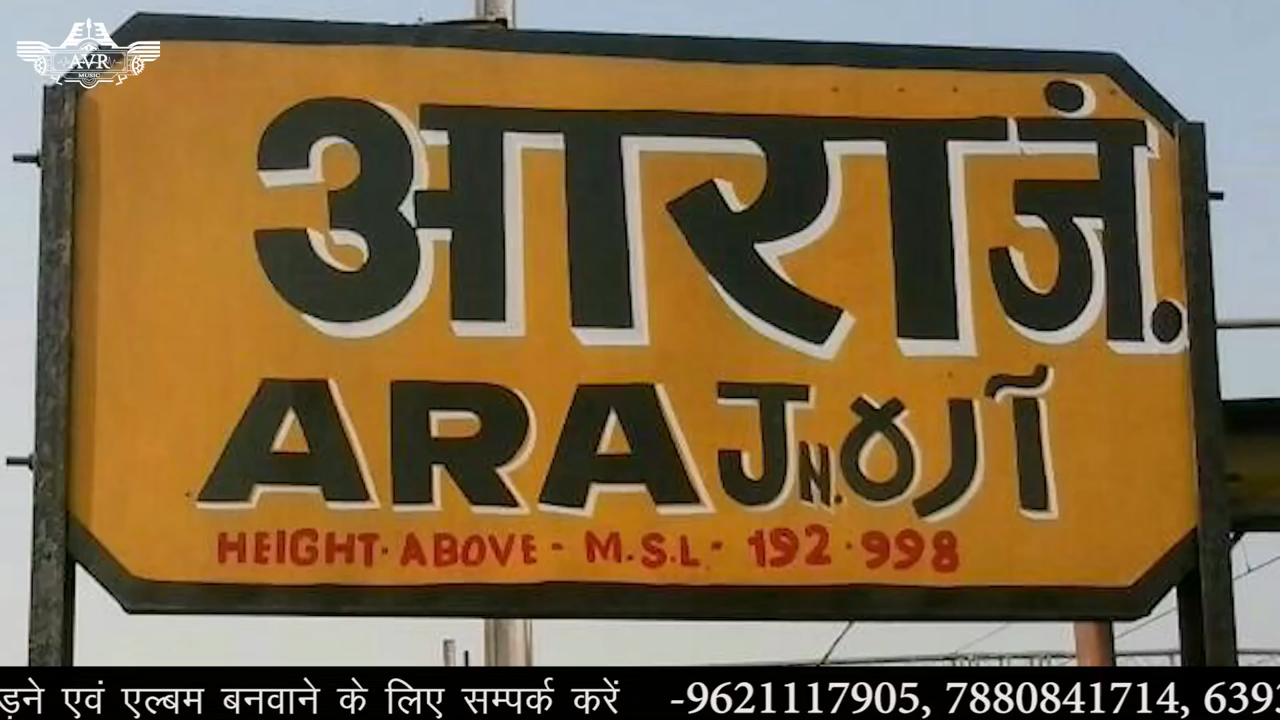 AVR
MUSIC
आरा जं.
ARA JN. آرا
HEIGHT· ABOVE - M.S.L- 192·998
ड़ने एवं एल्बम बनवाने के लिए सम्पर्क करें -9621117905, 7880841714, 639